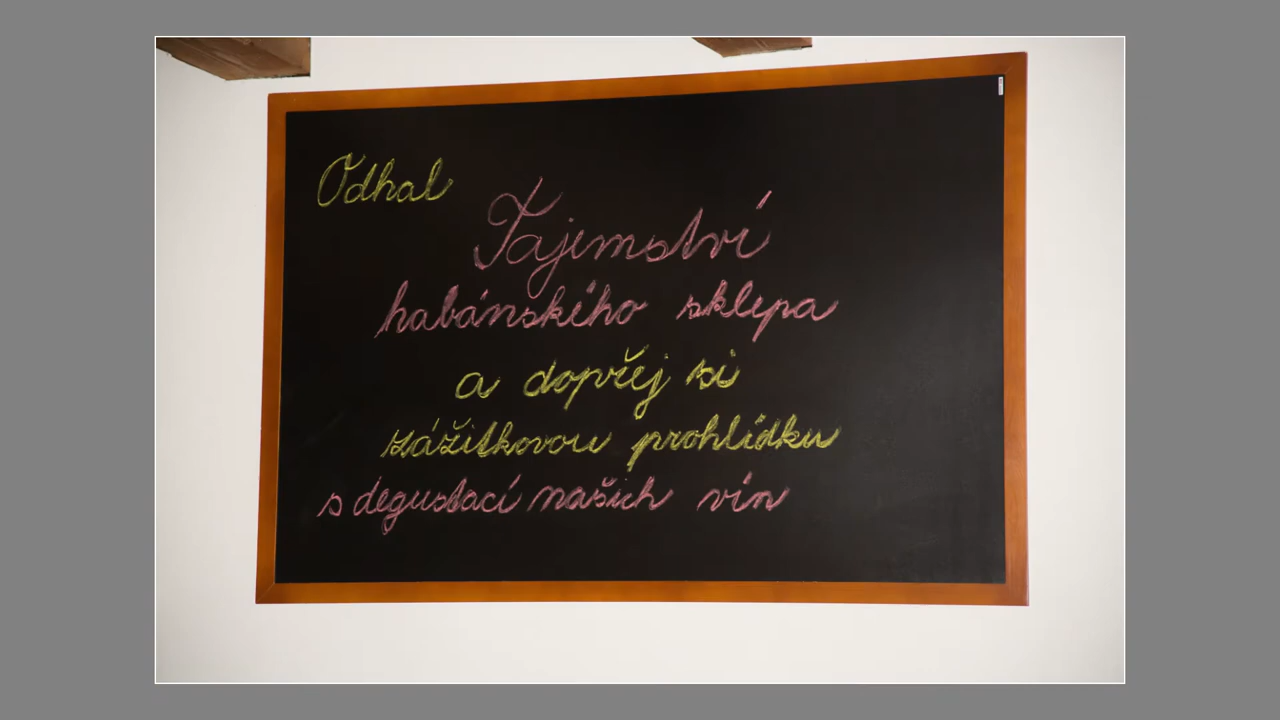 Odhal
Tajemství
habánského sklepa
a dopřej si
zážitkovou prohlídku
s degustací našich vín